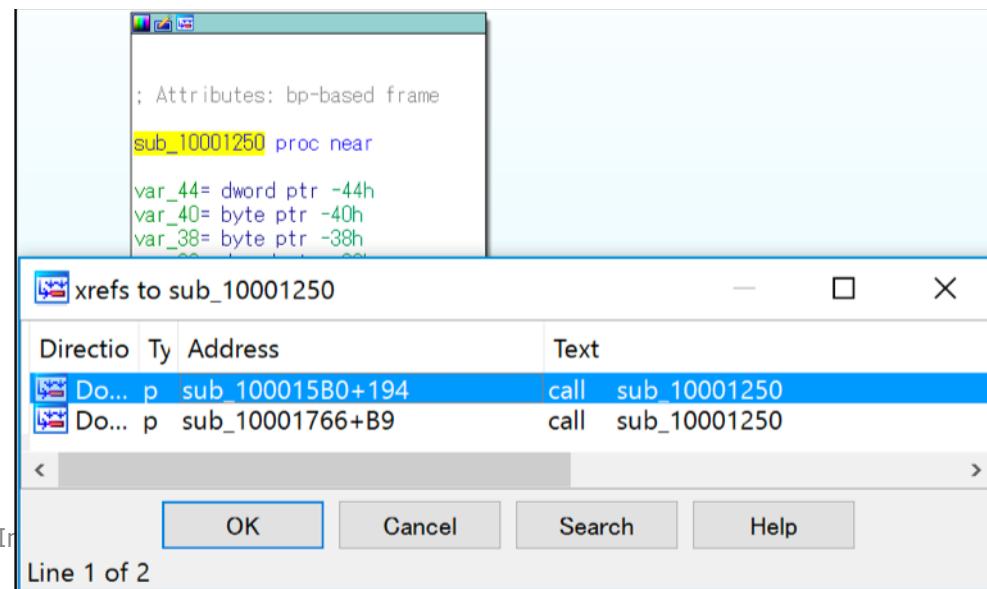 ; Attributes: bp-based frame
sub_10001250 proc near
var_44= dword ptr -44h
var_40= byte ptr -40h
var_38= byte ptr -38h
xrefs to sub_10001250
Directio Ty Address Text
Do... p sub_100015B0+194 call sub_10001250
Do... p sub_10001766+B9 call sub_10001250
OK Cancel Search Help
Line 1 of 2